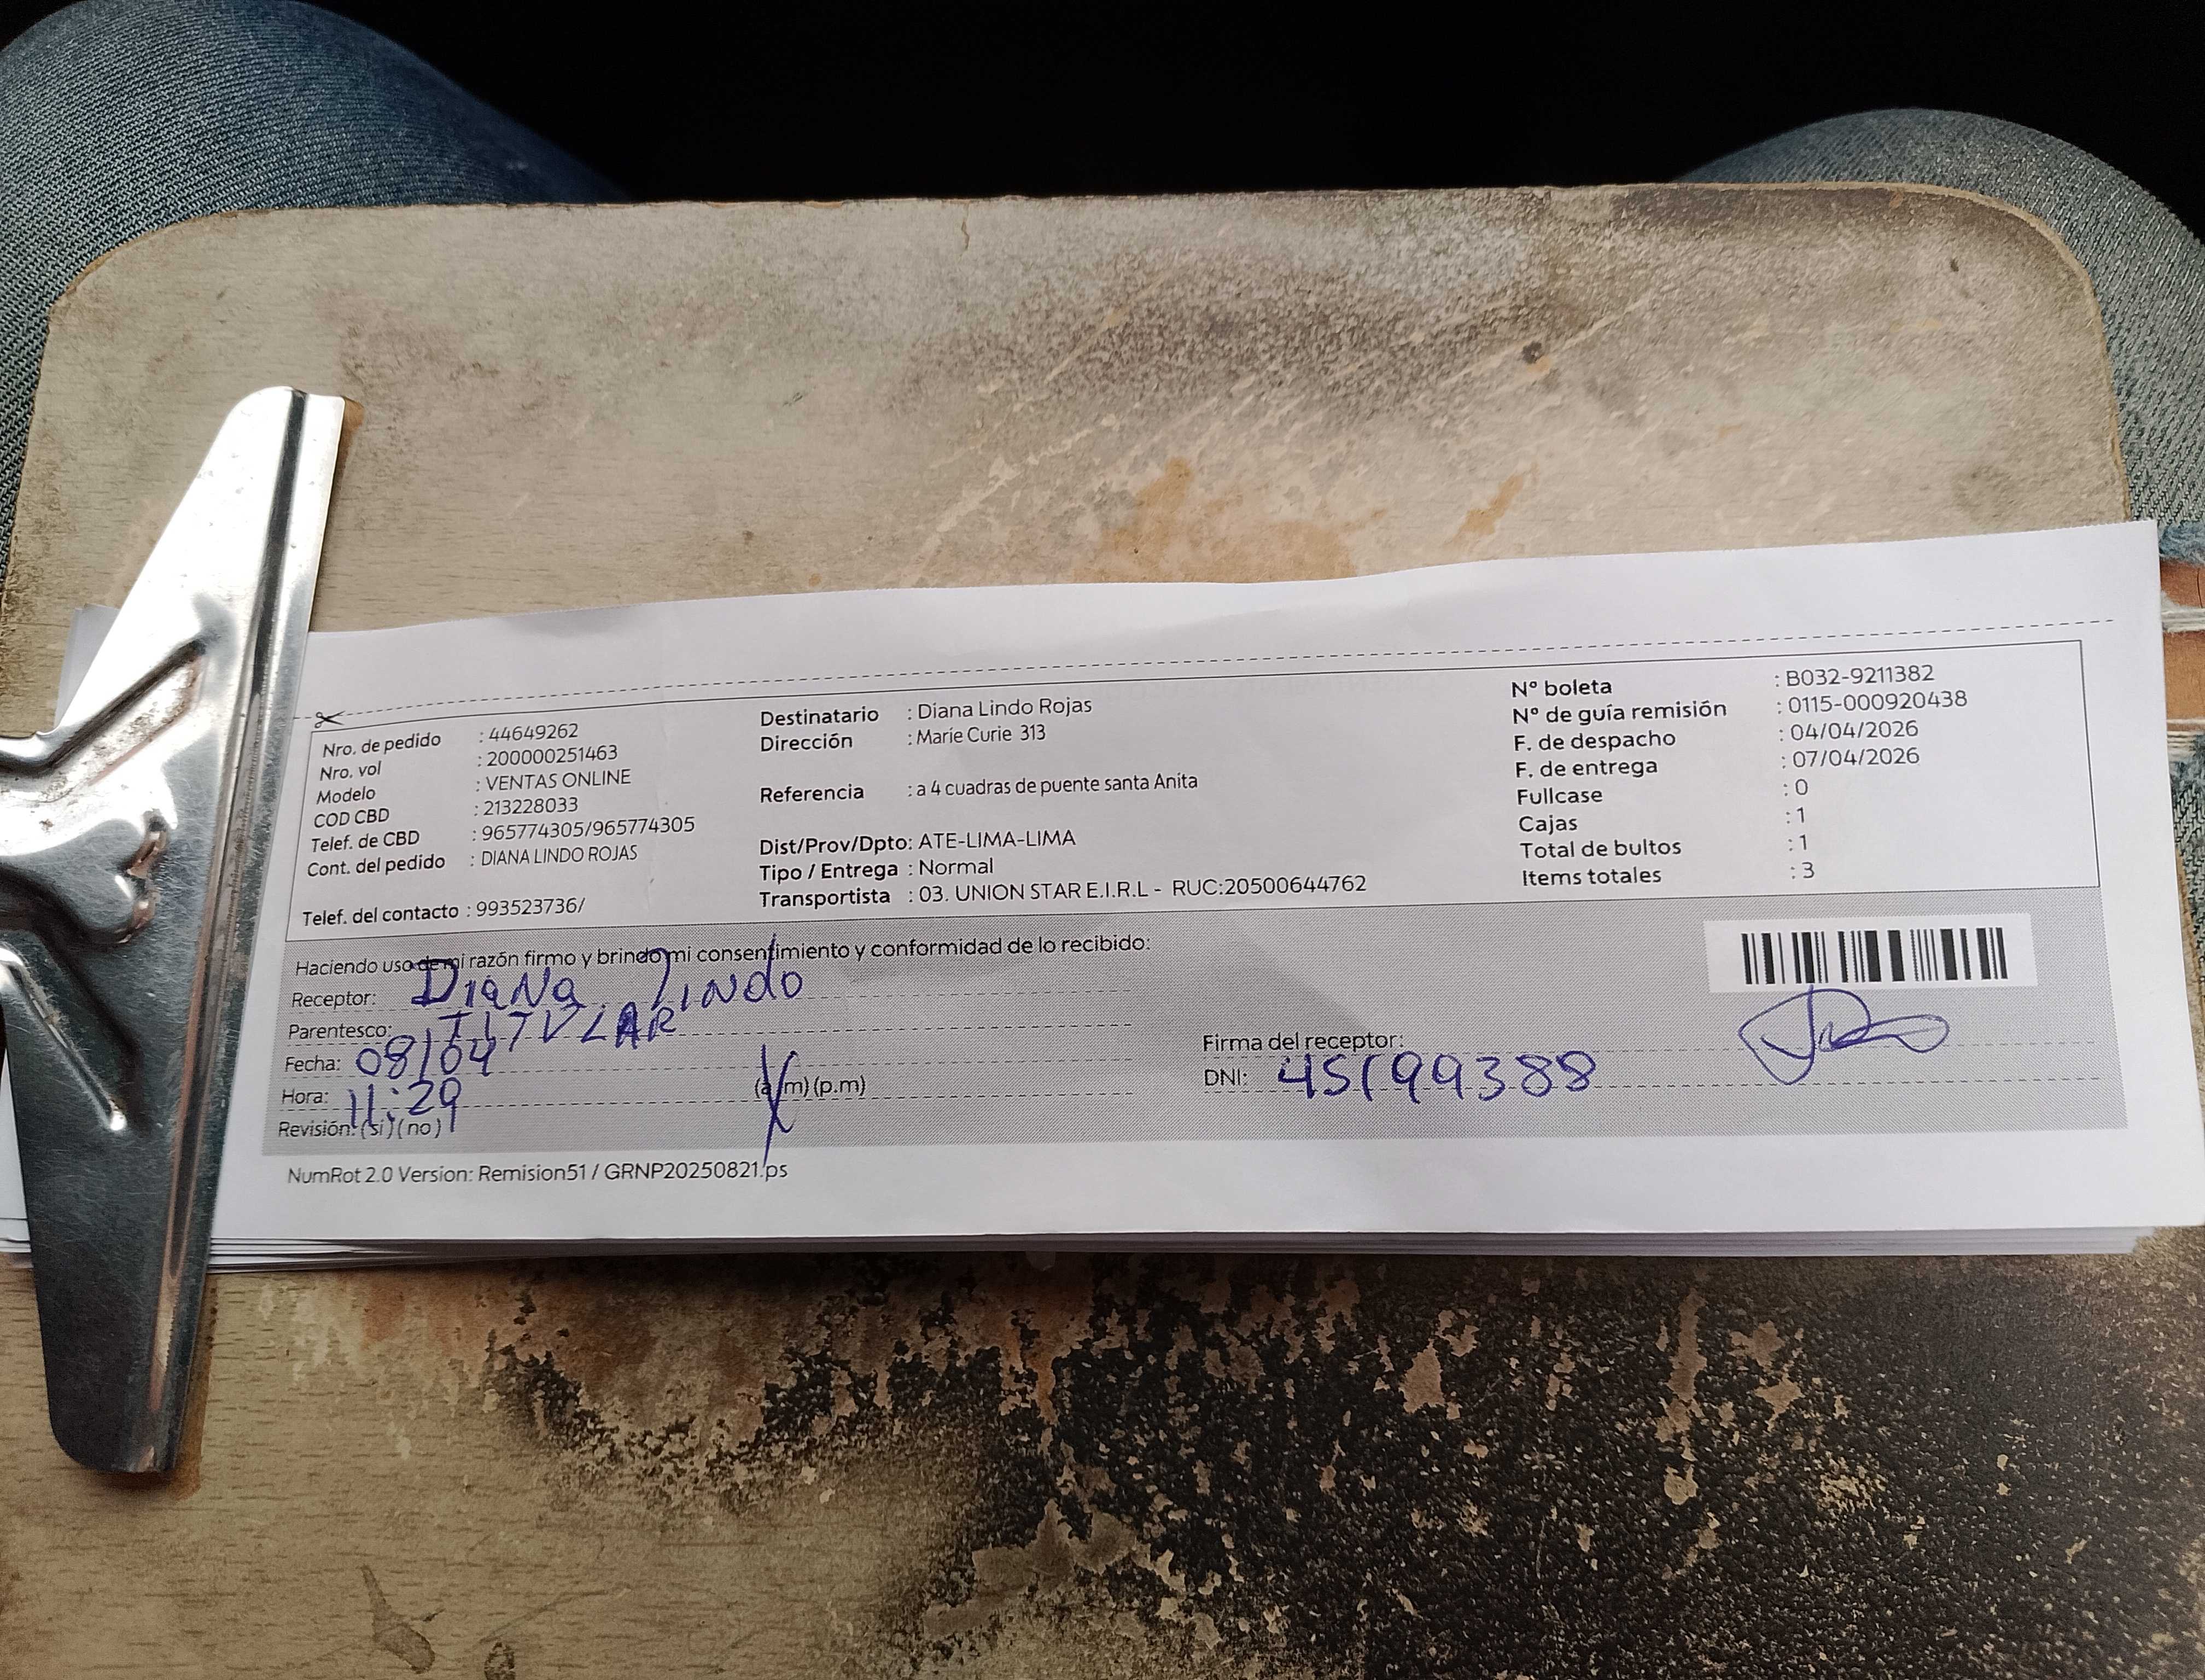 Nro. de pedido : 44649262
Nro. vol : 200000251463
Modelo : VENTAS ONLINE
COD CBD : 213228033
Telef. de CBD : 965774305/965774305
Cont. del pedido : DIANA LINDO ROJAS
Telef. del contacto : 993523736/
Destinatario : Diana Lindo Rojas
Dirección : Maríe Curie 313
Referencia : a 4 cuadras de puente santa Anita
Dist/Prov/Dpto: ATE-LIMA-LIMA
Tipo / Entrega : Normal
Transportista : 03. UNION STAR E.I.R.L - RUC:20500644762
N° boleta : B032-9211382
N° de guía remisión : 0115-000920438
F. de despacho : 04/04/2026
F. de entrega : 07/04/2026
Fullcase : 0
Cajas : 1
Total de bultos : 1
Items totales : 3
Haciendo uso de mi razón firmo y brindo mi consentimiento y conformidad de lo recibido:
Receptor: Diana Lindo
Parentesco: TITULAR
Fecha: 08/04
Hora: 11:29 (a.m) (p.m)
Revisión: (si) (no)
Firma del receptor:
DNI: 45199388
NumRot 2.0 Version: Remision51 / GRNP20250821.ps